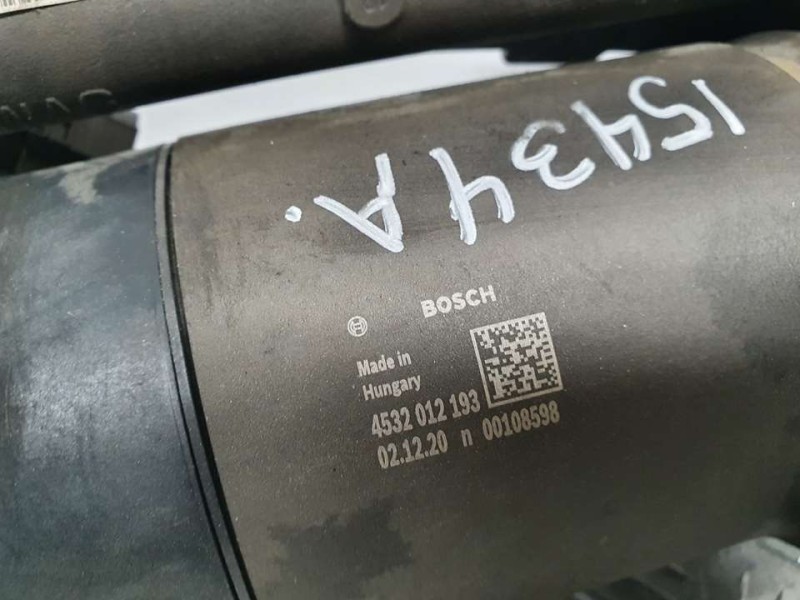 15434A.
BOSCH
Made in
Hungary
4532 012 193
02.12.20 n 00108598